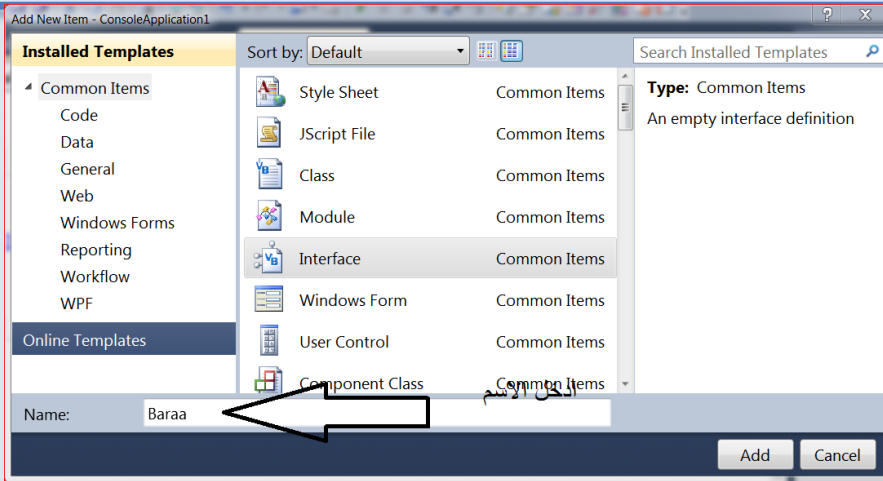 Add New Item - ConsoleApplication1
Installed Templates
Sort by: Default
Search Installed Templates
Common Items
Code
Data
General
Web
Windows Forms
Reporting
Workflow
WPF
Online Templates
Style Sheet Common Items
JScript File Common Items
Class Common Items
Module Common Items
Interface Common Items
Windows Form Common Items
User Control Common Items
Component Class Common Items
Type: Common Items
An empty interface definition
ادخل الاسم
Name: Baraa
Add Cancel